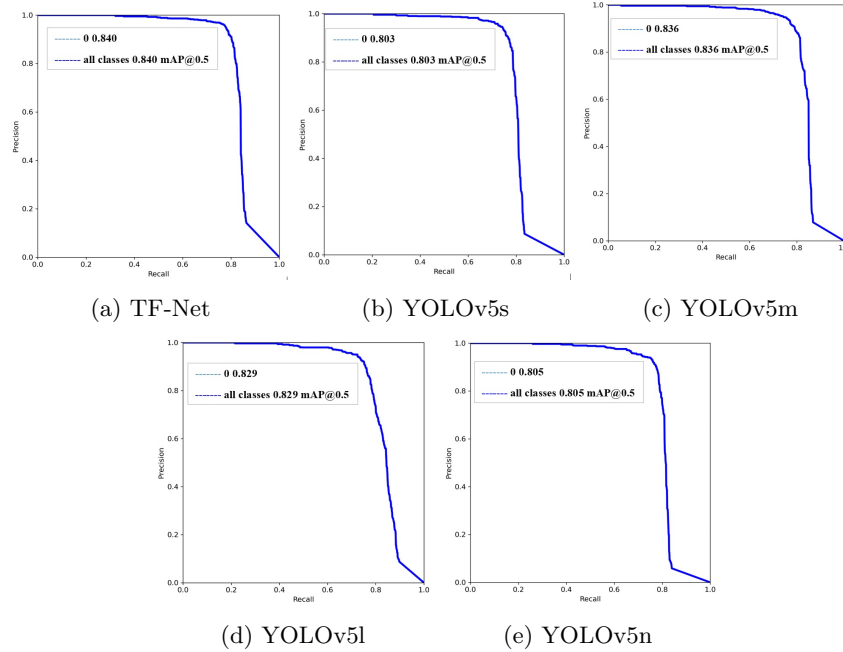 1.0
0.8
0.6
0.4
0.2
0.0
Precision
0 0.840
all classes 0.840 mAP@0.5
0.0 0.2 0.4 0.6 0.8 1.0
Recall
(a) TF-Net
1.0
0.8
0.6
0.4
0.2
0.0
Precision
0 0.803
all classes 0.803 mAP@0.5
0.0 0.2 0.4 0.6 0.8 1.0
Recall
(b) YOLOv5s
1.0
0.8
0.6
0.4
0.2
0.0
Precision
0 0.836
all classes 0.836 mAP@0.5
0.0 0.2 0.4 0.6 0.8 1.0
Recall
(c) YOLOv5m
1.0
0.8
0.6
0.4
0.2
0.0
Precision
0 0.829
all classes 0.829 mAP@0.5
0.0 0.2 0.4 0.6 0.8 1.0
Recall
(d) YOLOv5l
1.0
0.8
0.6
0.4
0.2
0.0
Precision
0 0.805
all classes 0.805 mAP@0.5
0.0 0.2 0.4 0.6 0.8 1.0
Recall
(e) YOLOv5n